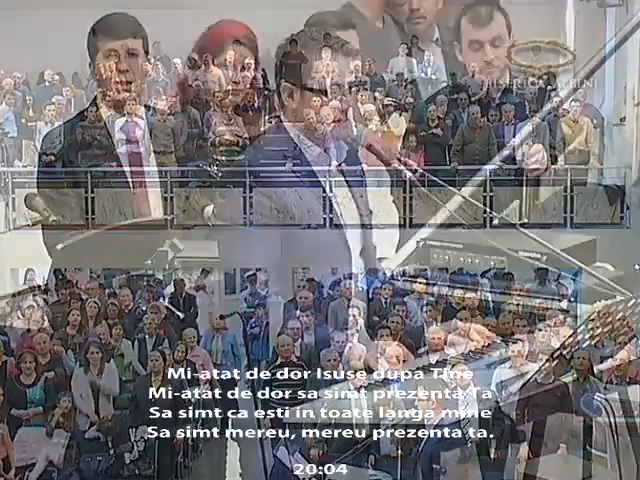 BISERICA
Mi-atat de dor Isuse dupa Tine
Mi-atat de dor sa simt prezenta Ta
Sa simt ca esti in toate langa mine
Sa simt mereu, mereu prezenta ta.
20:04